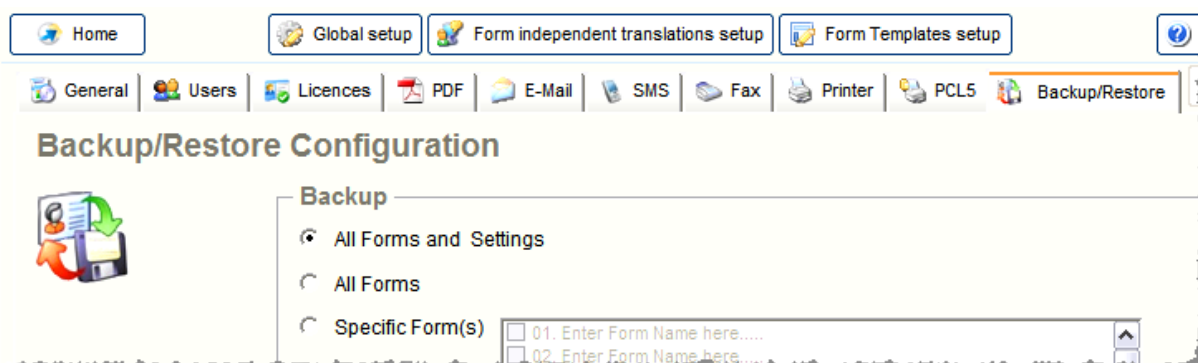 Home Global setup Form independent translations setup Form Templates setup ?
General Users Licences PDF E-Mail SMS Fax Printer PCL5 Backup/Restore
Backup/Restore Configuration
Backup
All Forms and Settings
All Forms
Specific Form(s)
01. Enter Form Name here.....
02. Enter Form Name here.....